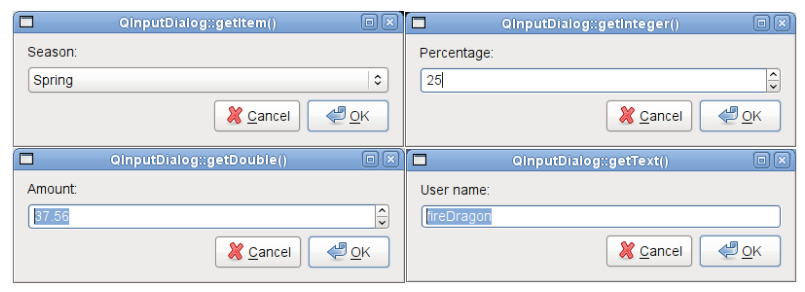 QInputDialog::getItem()
Season:
Spring
Cancel OK
QInputDialog::getInteger()
Percentage:
25
Cancel OK
QInputDialog::getDouble()
Amount:
37.56
Cancel OK
QInputDialog::getText()
User name:
fireDragon
Cancel OK